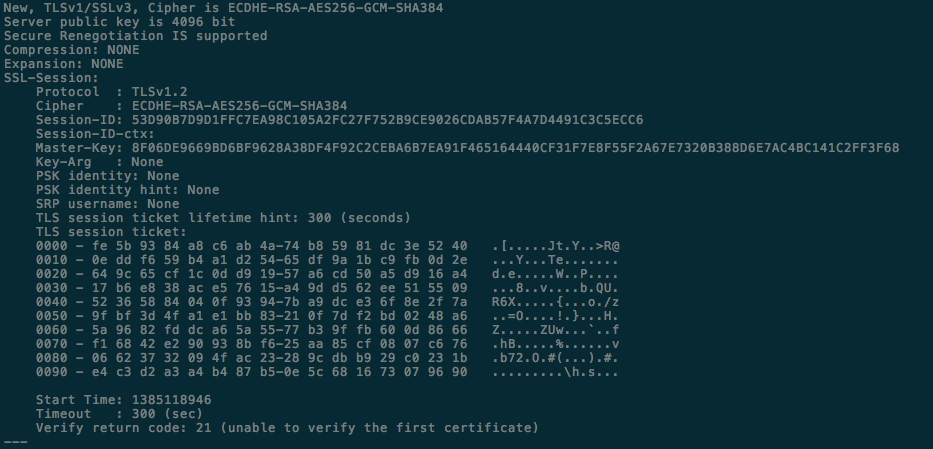 New, TLSv1/SSLv3, Cipher is ECDHE-RSA-AES256-GCM-SHA384
Server public key is 4096 bit
Secure Renegotiation IS supported
Compression: NONE
Expansion: NONE
SSL-Session:
    Protocol  : TLSv1.2
    Cipher    : ECDHE-RSA-AES256-GCM-SHA384
    Session-ID: 53D90B7D9D1FFC7EA98C105A2FC27F752B9CE9026CDAB57F4A7D4491C3C5ECC6
    Session-ID-ctx:
    Master-Key: 8F06DE9669BD6BF9628A38DF4F92C2CEBA6B7EA91F465164440CF31F7E8F55F2A67E7320B388D6E7AC4BC141C2FF3F68
    Key-Arg   : None
    PSK identity: None
    PSK identity hint: None
    SRP username: None
    TLS session ticket lifetime hint: 300 (seconds)
    TLS session ticket:
    0000 - fe 5b 93 84 a8 c6 ab 4a-74 b8 59 81 dc 3e 52 40   .[.....Jt.Y..>R@
    0010 - 0e dd f6 59 b4 a1 d2 54-65 df 9a 1b c9 fb 0d 2e   ...Y...Te.......
    0020 - 64 9c 65 cf 1c 0d d9 19-57 a6 cd 50 a5 d9 16 a4   d.e.....W..P....
    0030 - 17 b6 e8 38 ac e5 76 15-a4 9d d5 62 ee 51 55 09   ...8..v....b.QU.
    0040 - 52 36 58 84 04 0f 93 94-7b a9 dc e3 6f 8e 2f 7a   R6X.....{...o./z
    0050 - 9f bf 3d 4f a1 e1 bb 83-21 0f 7d f2 bd 02 48 a6   ..=O....!.}...H.
    0060 - 5a 96 82 fd dc a6 5a 55-77 b3 9f fb 60 0d 86 66   Z.....ZUw...`..f
    0070 - f1 68 42 e2 90 93 8b f6-25 aa 85 cf 08 07 c6 76   .hB.....%......v
    0080 - 06 62 37 32 09 4f ac 23-28 9c db b9 29 c0 23 1b   .b72.O.#(...).#.
    0090 - e4 c3 d2 a3 a4 b4 87 b5-0e 5c 68 16 73 07 96 90   .........\h.s...

    Start Time: 1385118946
    Timeout   : 300 (sec)
    Verify return code: 21 (unable to verify the first certificate)
---